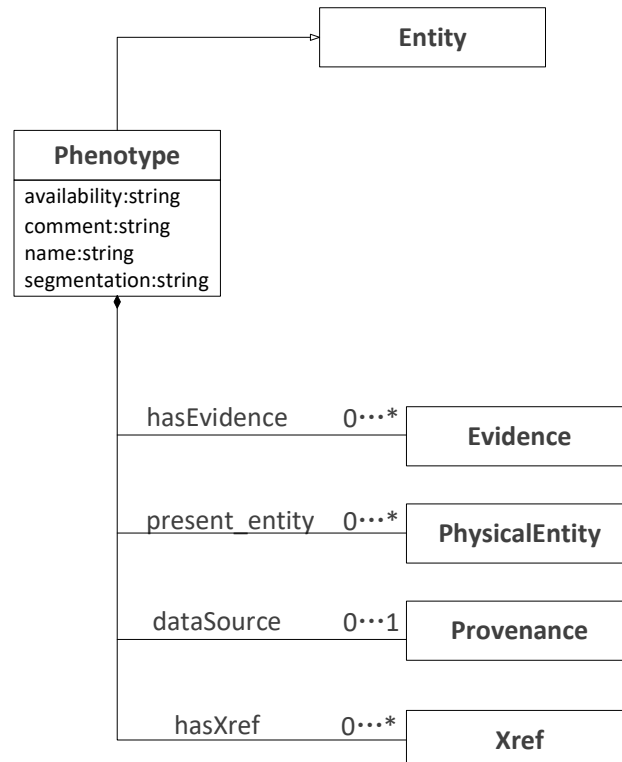 Entity
Phenotype
availability:string
comment:string
name:string
segmentation:string
hasEvidence 0···*
Evidence
present_entity 0···*
PhysicalEntity
dataSource 0···1
Provenance
hasXref 0···*
Xref